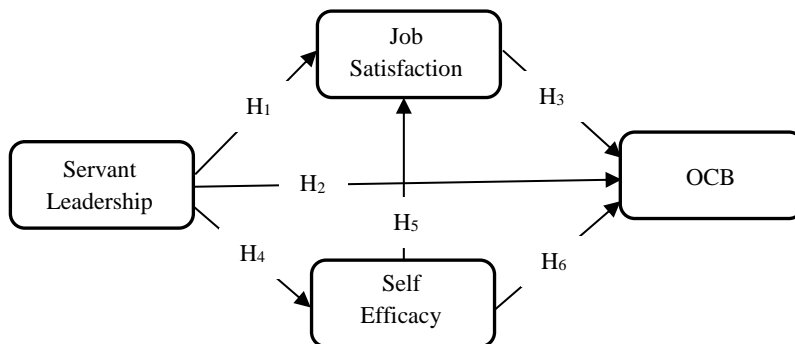 Job
Satisfaction
H₁
H₃
Servant
Leadership
H₂
OCB
H₅
H₄
H₆
Self
Efficacy